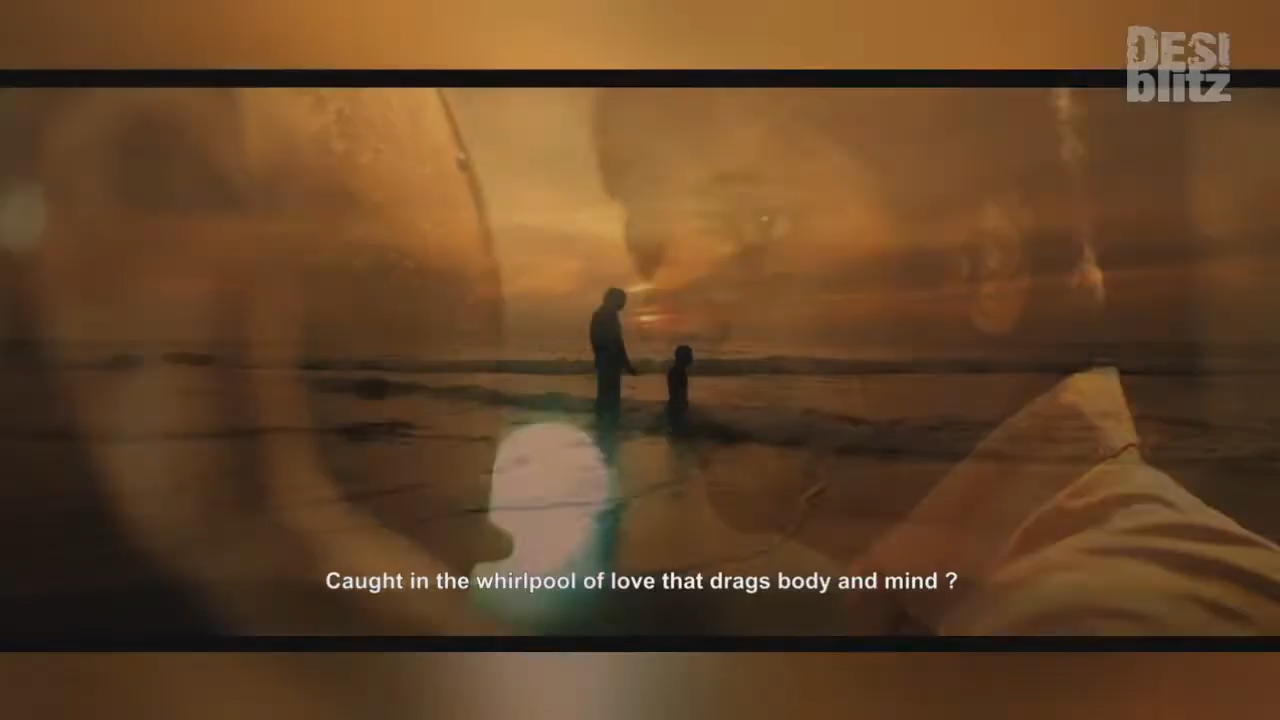 DESI
blitz
Caught in the whirlpool of love that drags body and mind ?